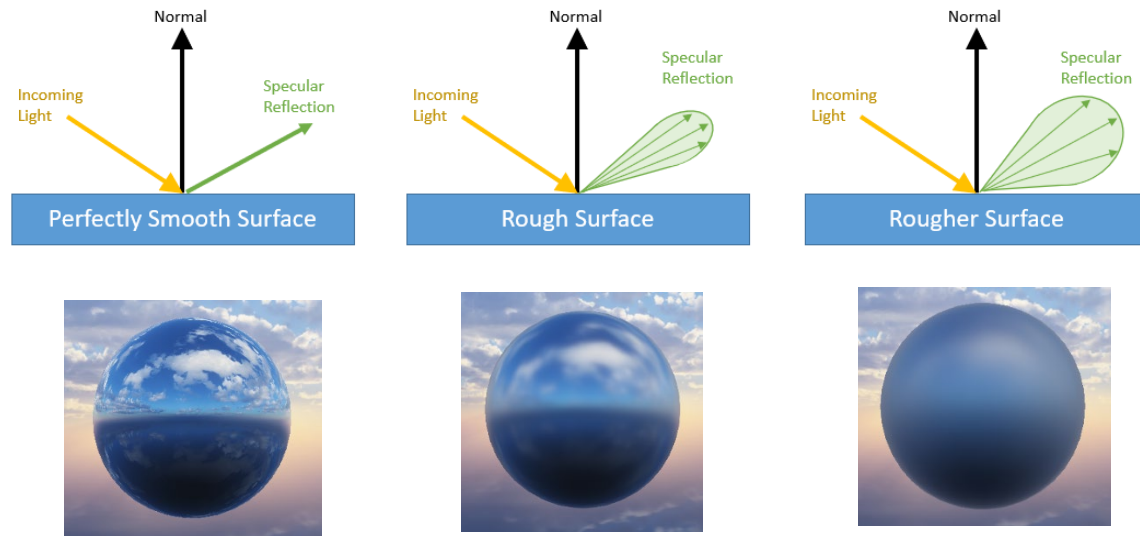 Normal
Incoming
Light
Specular
Reflection
Perfectly Smooth Surface
Normal
Incoming
Light
Specular
Reflection
Rough Surface
Normal
Incoming
Light
Specular
Reflection
Rougher Surface